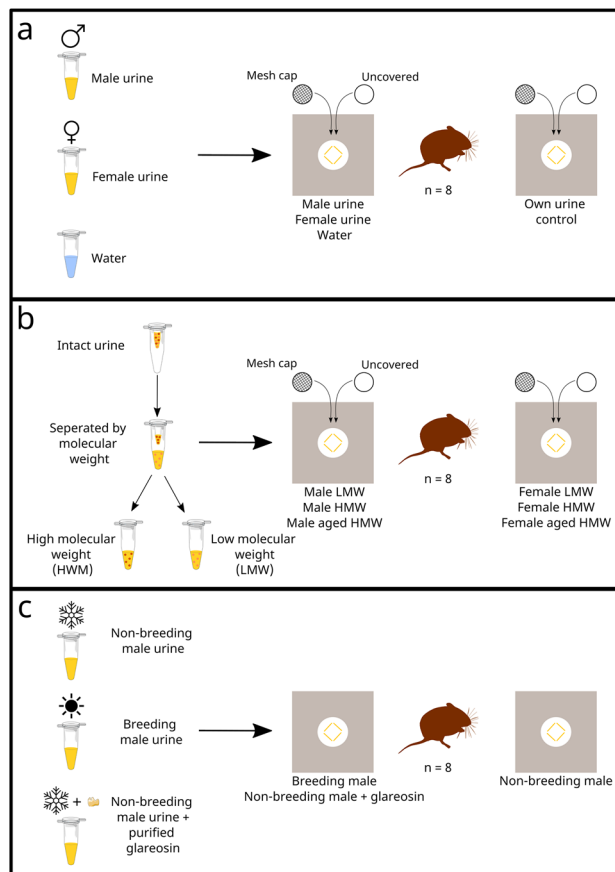 a
Male urine
Female urine
Water
Mesh cap
Uncovered
Male urine
Female urine
Water
n = 8
Own urine
control
b
Intact urine
Seperated by
molecular
weight
High molecular
weight
(HWM)
Low molecular
weight
(LMW)
Mesh cap
Uncovered
Male LMW
Male HMW
Male aged HMW
n = 8
Female LMW
Female HMW
Female aged HMW
c
Non-breeding
male urine
Breeding
male urine
+
Non-breeding
male urine +
purified
glareosin
Breeding male
Non-breeding male + glareosin
n = 8
Non-breeding male